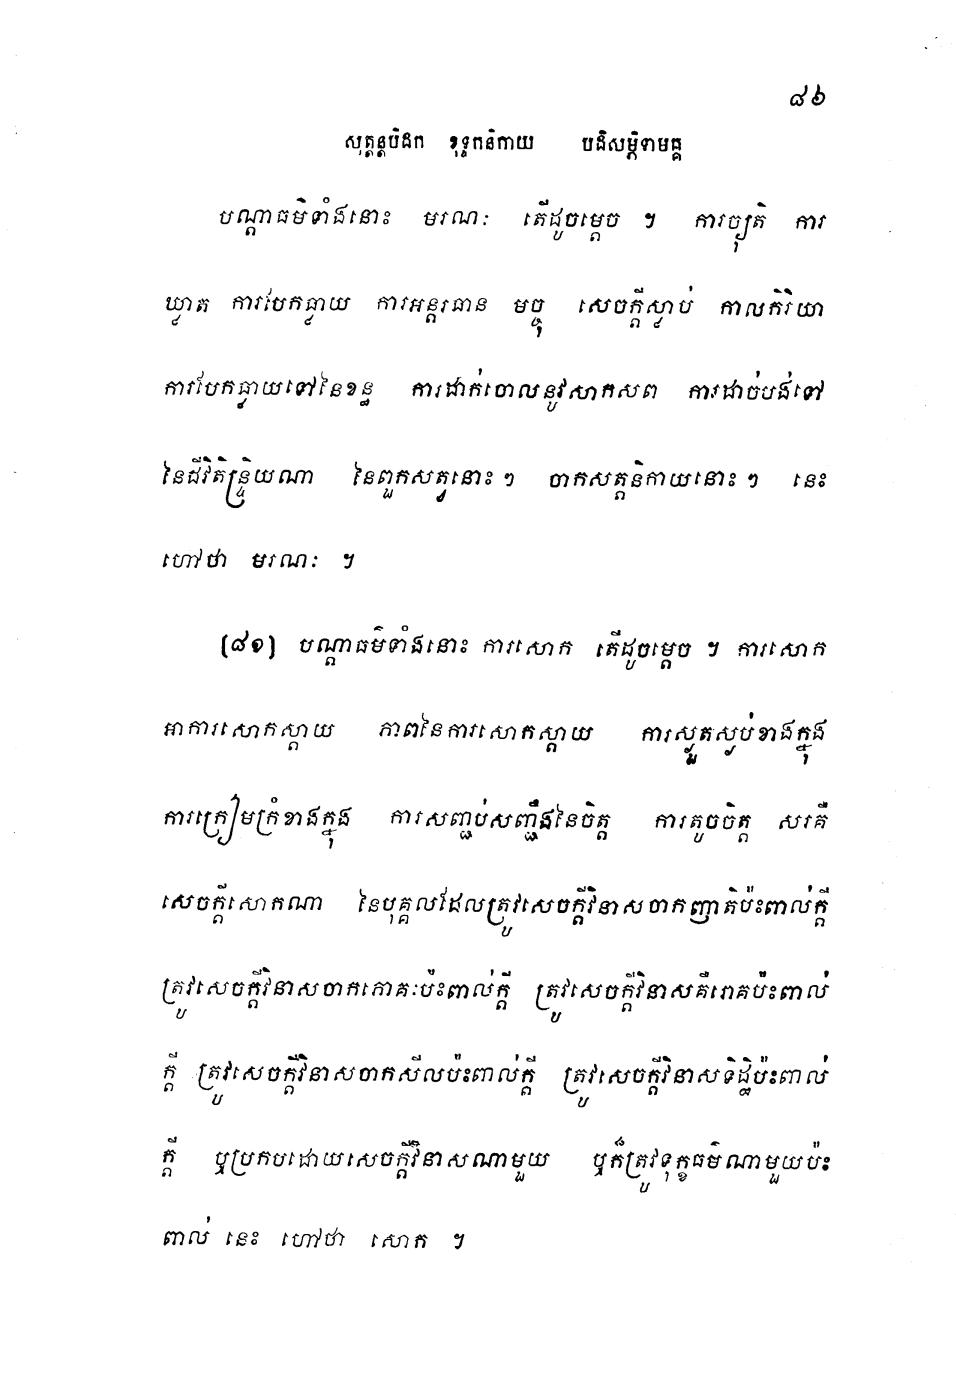 ៨៦
សុត្តន្តបិដក ខុទ្ទកនិកាយ បដិសម្ភិទាមគ្គ
បណ្តាធម៌ទាំងនោះ មរណៈ តើដូចម្តេច ។ ការច្យុតិ ការ
ឃ្លាត ការបែកធ្លាយ ការអន្តរធាន មច្ចុ សេចក្តីស្លាប់ កាលកិរិយា
ការបែកធ្លាយទៅនៃខន្ធ ការដាក់ចោលនូវសាកសព ការដាច់បង់ទៅ
នៃជីវិតិន្ទ្រិយណា នៃពួកសត្វនោះ ៗ ចាកសត្តនិកាយនោះ ៗ នេះ
ហៅថា មរណៈ ។
[៨១] បណ្តាធម៌ទាំងនោះ ការសោក តើដូចម្តេច ។ ការសោក
អាការសោកស្តាយ ភាពនៃការសោកស្តាយ ការស្ងួតស្ងប់ខាងក្នុង
ការក្រៀមក្រំខាងក្នុង ការសញ្ជប់សញ្ជឹងនៃចិត្ត ការតូចចិត្ត សរគឺ
សេចក្តីសោកណា នៃបុគ្គលដែលត្រូវសេចក្តីវិនាសចាកញាតិប៉ះពាល់ក្តី
ត្រូវសេចក្តីវិនាសចាកភោគៈប៉ះពាល់ក្តី ត្រូវសេចក្តីវិនាសគឺរោគប៉ះពាល់
ក្តី ត្រូវសេចក្តីវិនាសចាកសីលប៉ះពាល់ក្តី ត្រូវសេចក្តីវិនាសទិដ្ឋិប៉ះពាល់
ក្តី ឬប្រកបដោយសេចក្តីវិនាសណាមួយ ឬក៏ត្រូវទុក្ខធម៌ណាមួយប៉ះ
ពាល់ នេះ ហៅថា សោក ។